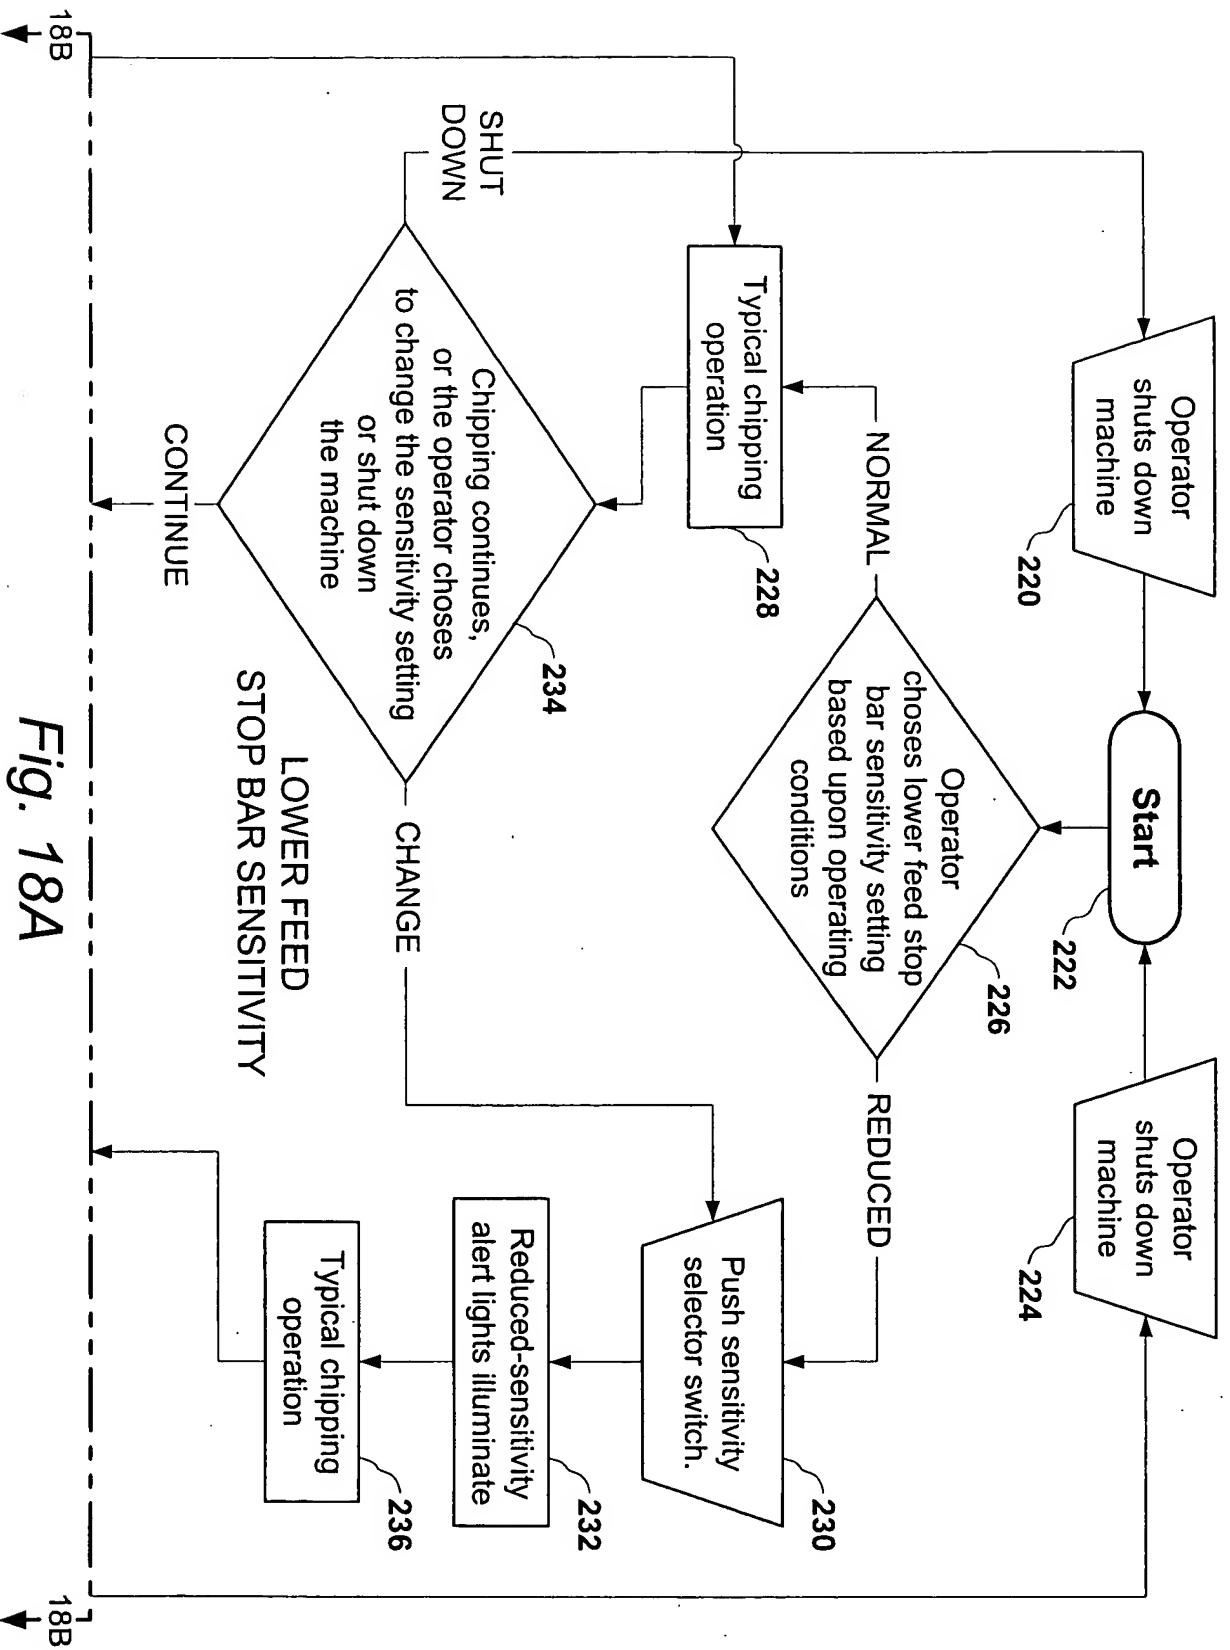 Operator
shuts down
machine
220
Start
222
Operator
shuts down
machine
224
Operator
choses lower feed stop
bar sensitivity setting
based upon operating
conditions
226
NORMAL
REDUCED
Typical chipping
operation
228
Push sensitivity
selector switch.
230
SHUT
DOWN
Chipping continues,
or the operator choses
to change the sensitivity setting
or shut down
the machine
234
CHANGE
Reduced-sensitivity
alert lights illuminate
232
CONTINUE
LOWER FEED
STOP BAR SENSITIVITY
Typical chipping
operation
236
18B
18B
Fig. 18A